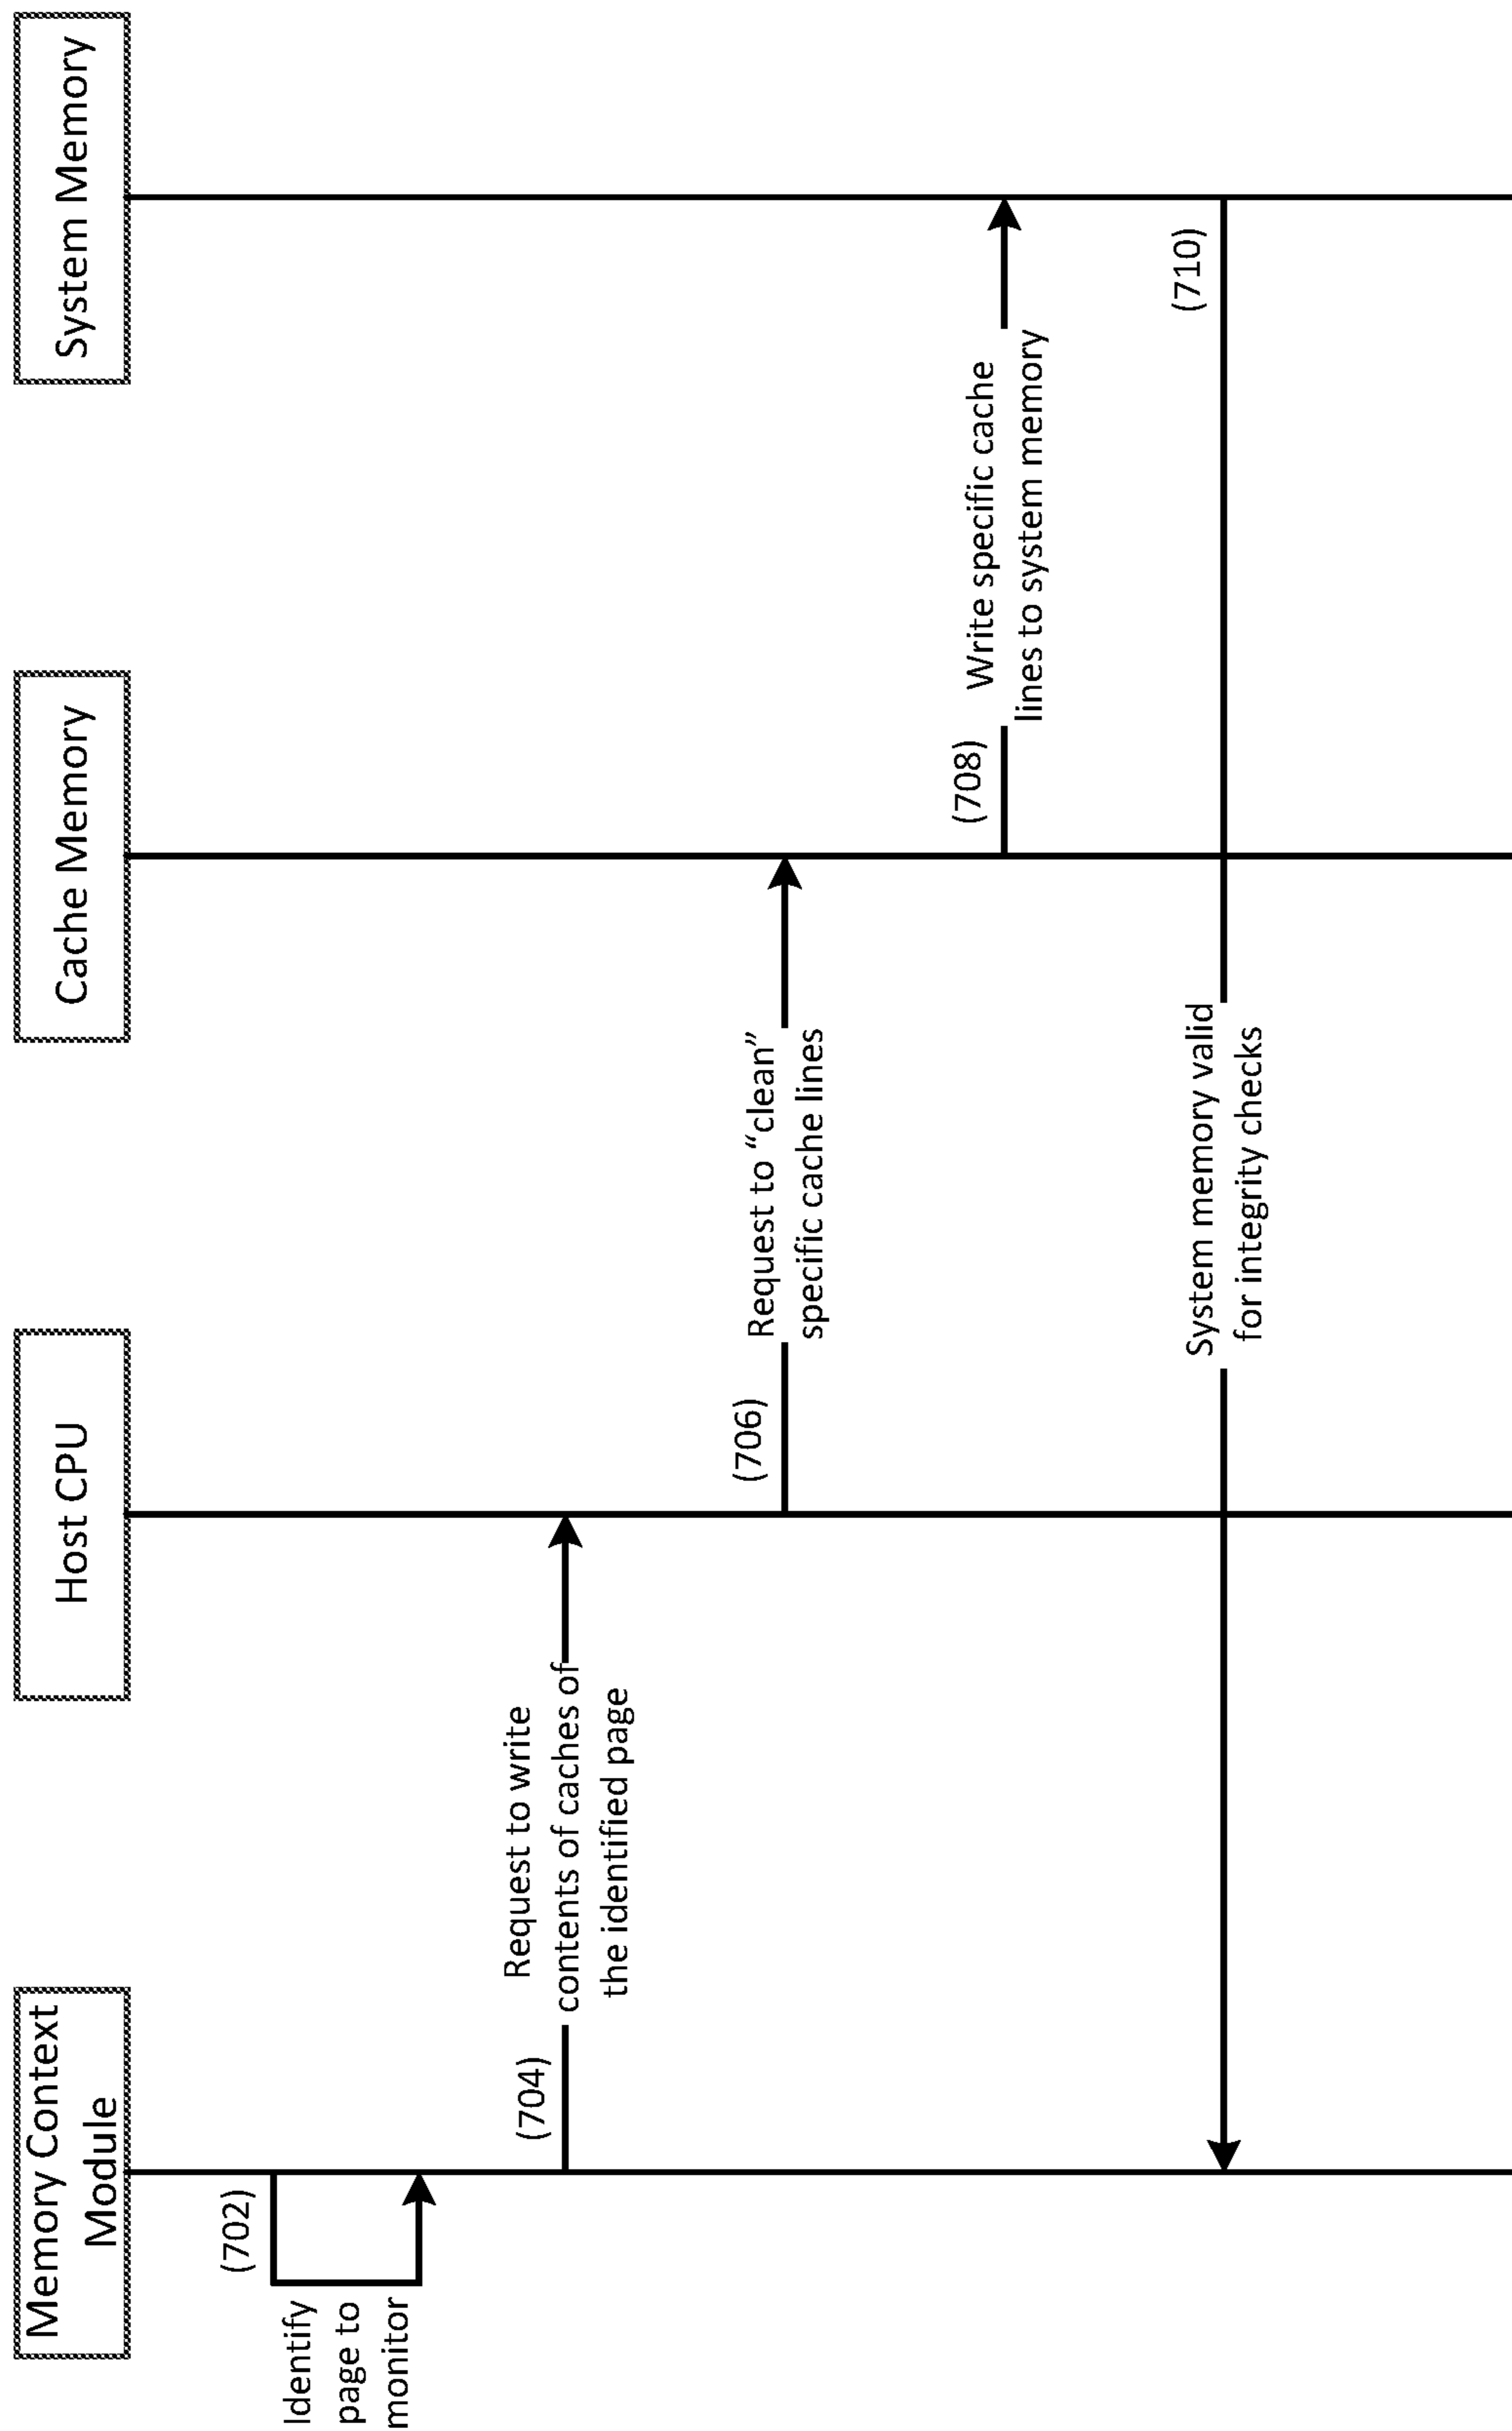 Memory Context
Module
Host CPU
Cache Memory
System Memory
(702)
Identify
page to
monitor
(704)
Request to write
contents of caches of
the identified page
(706)
Request to “clean”
specific cache lines
(708)
Write specific cache
lines to system memory
(710)
System memory valid
for integrity checks